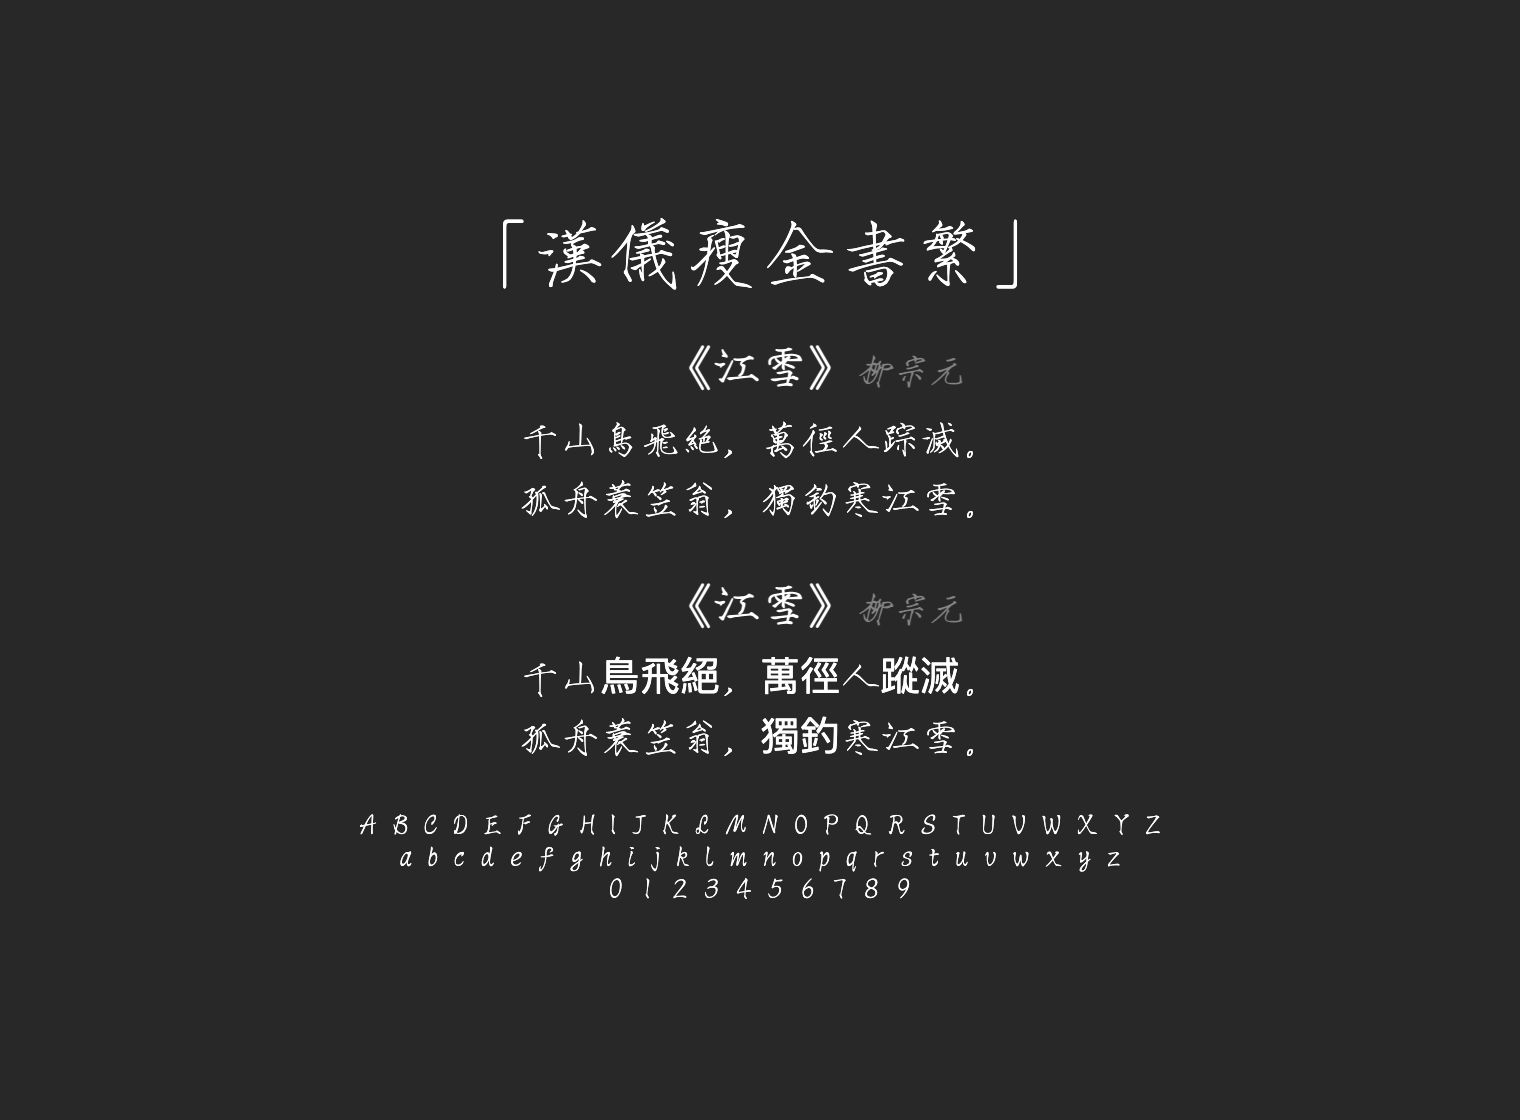 「漢儀瘦金書繁」
《江雪》 柳宗元
千山鳥飛絕，萬徑人踪滅。
孤舟蓑笠翁，獨釣寒江雪。
《江雪》 柳宗元
千山鳥飛絕，萬徑人蹤滅。
孤舟蓑笠翁，獨釣寒江雪。
A B C D E F G H I J K L M N O P Q R S T U V W X Y Z
a b c d e f g h i j k l m n o p q r s t u v w x y z
0 1 2 3 4 5 6 7 8 9